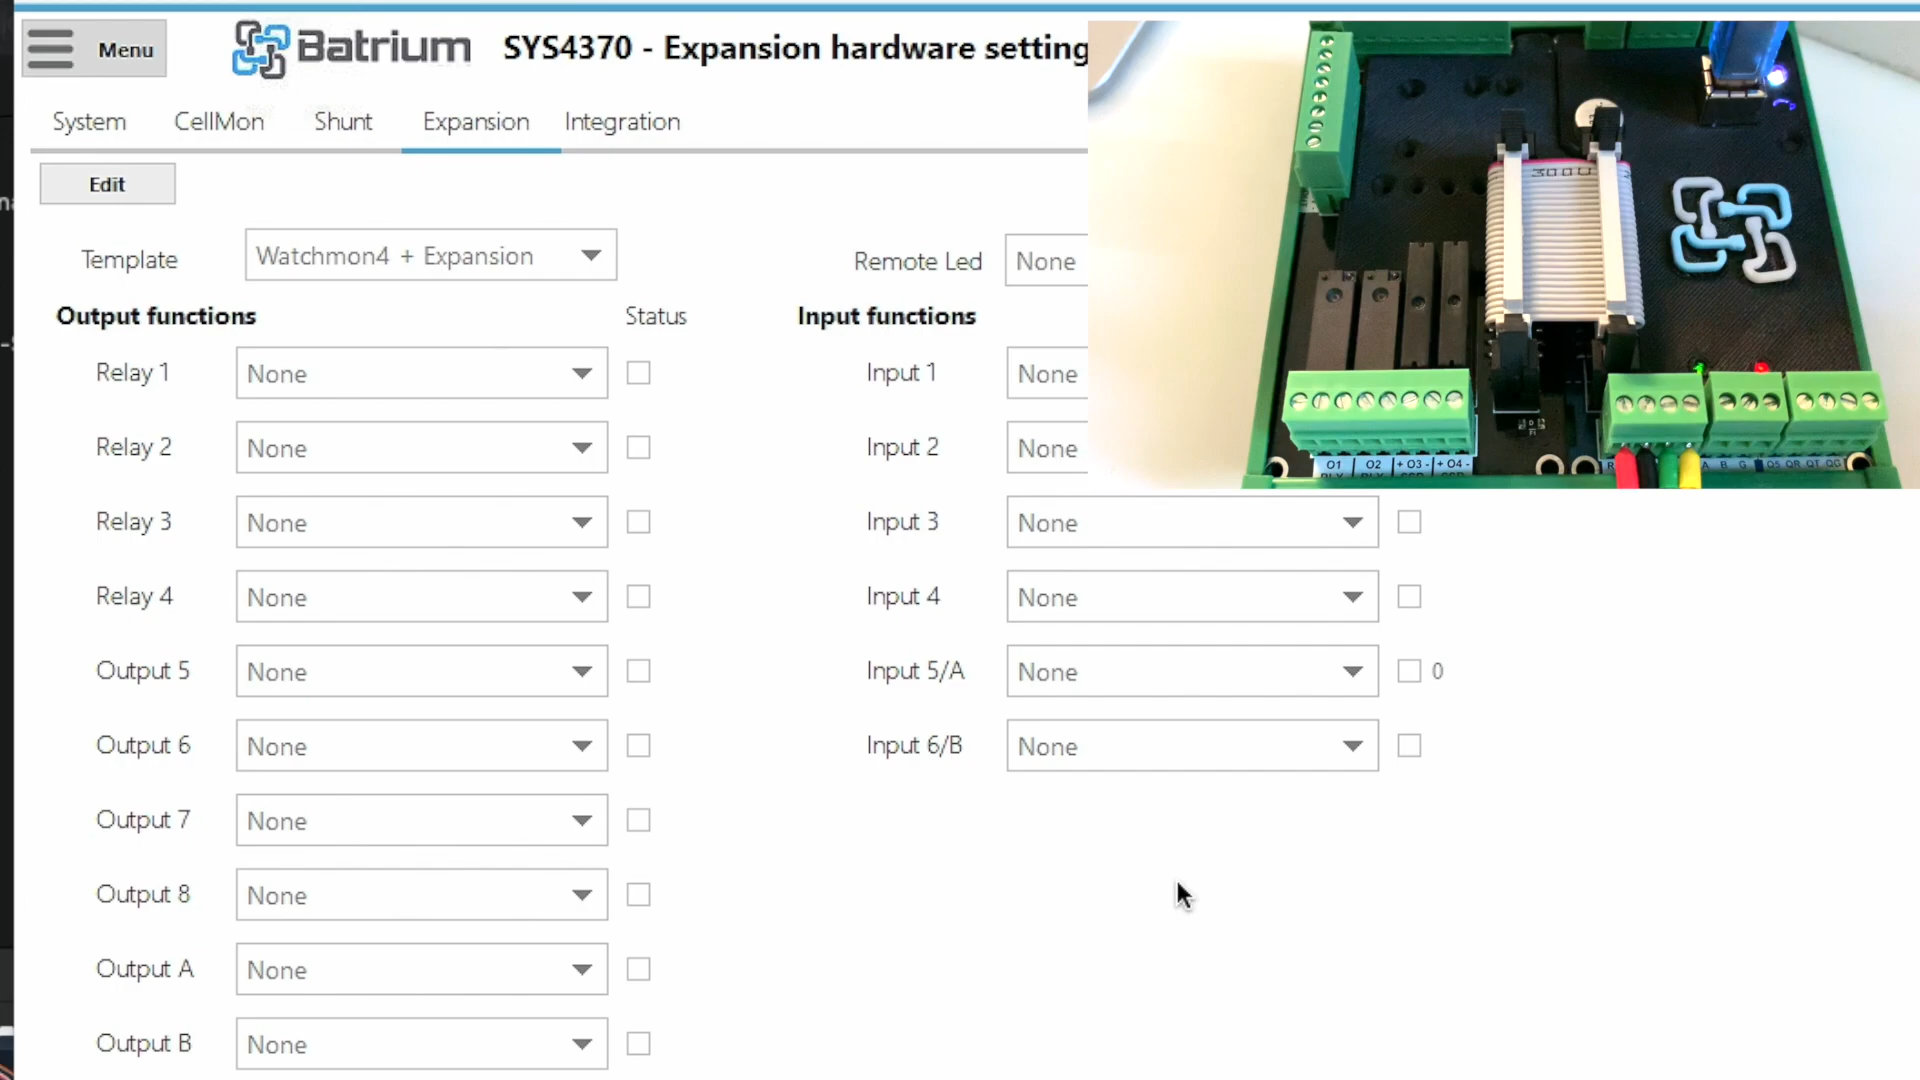 Menu
Batrium
SYS4370 - Expansion hardware setting
System
CellMon
Shunt
Expansion
Integration
Edit
Template
Watchmon4 + Expansion
Remote Led
None
Output functions
Status
Input functions
Relay 1
None
Input 1
None
Relay 2
None
Input 2
None
Relay 3
None
Input 3
None
Relay 4
None
Input 4
None
Output 5
None
Input 5/A
None
0
Output 6
None
Input 6/B
None
Output 7
None
Output 8
None
Output A
None
Output B
None
O1
O2
+ O3 -
+ O4 -
A B G